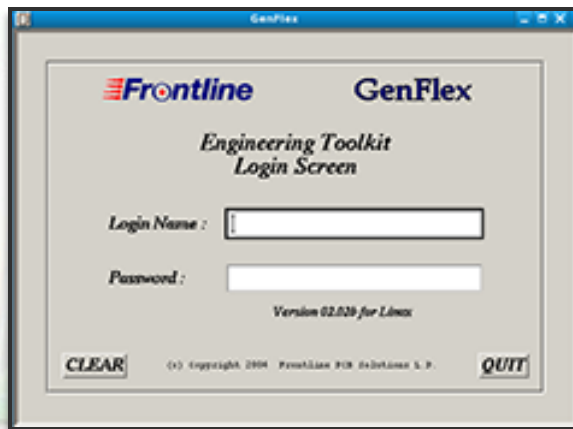 GenFlex
Frontline GenFlex
Engineering Toolkit
Login Screen
Login Name :
Password :
Version 02.02b for Linux
CLEAR (c) Copyright 2004 Frontline PCB Solutions L.P. QUIT